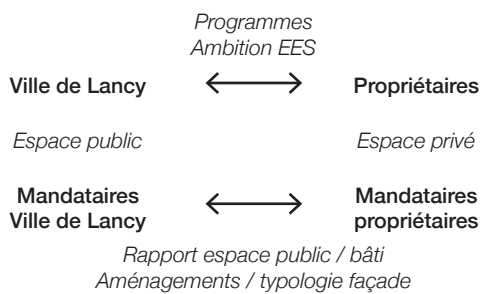 Programmes
Ambition EES
Ville de Lancy Propriétaires
Espace public Espace privé
Mandataires Mandataires
Ville de Lancy propriétaires
Rapport espace public / bâti
Aménagements / typologie façade